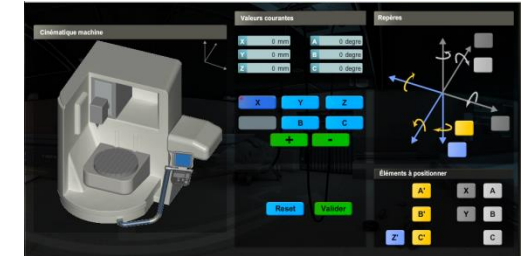 Cinématique machine
Valeurs courantes
X 0 mm A 0 degre
Y 0 mm B 0 degre
Z 0 mm C 0 degre
X Y Z
B C
+ -
Reset Valider
Repères
Éléments à positionner
A' X A
B' Y B
Z' C' C